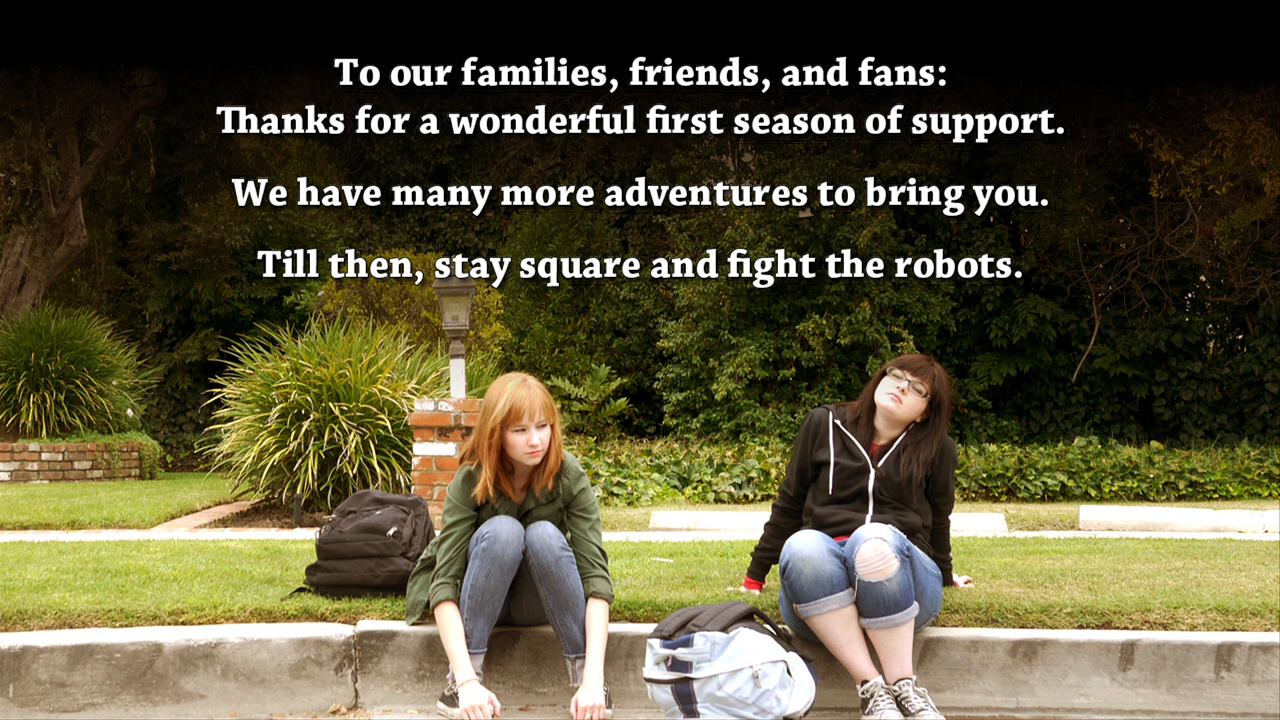 To our families, friends, and fans:
Thanks for a wonderful first season of support.
We have many more adventures to bring you.
Till then, stay square and fight the robots.